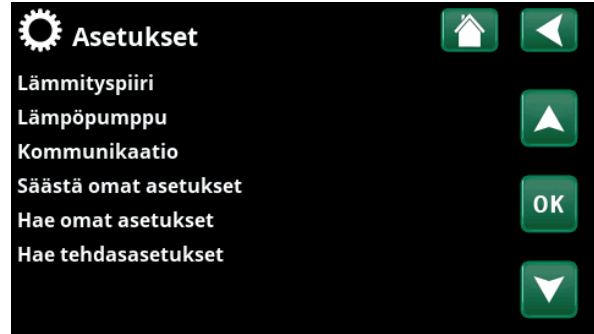 Asetukset
Lämmityspiiri
Lämpöpumppu
Kommunikaatio
Säästä omat asetukset
OK
Hae omat asetukset
Hae tehdasasetukset